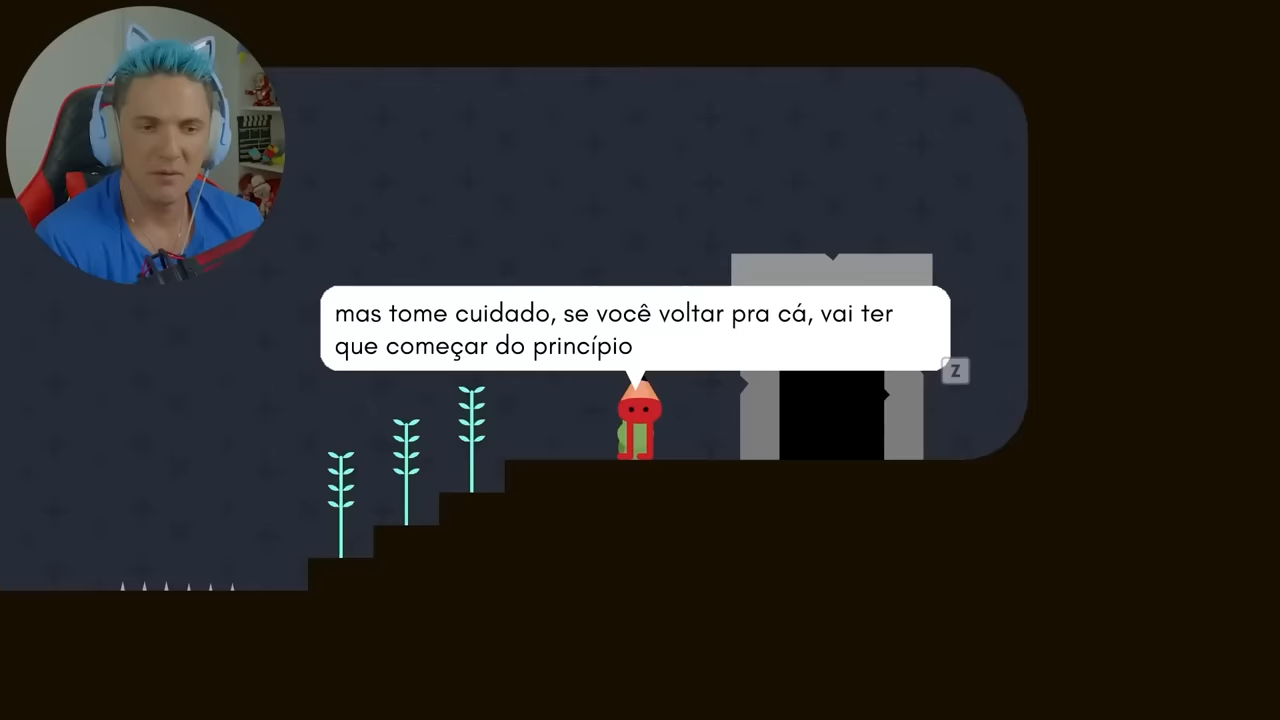 mas tome cuidado, se você voltar pra cá, vai ter
que começar do princípio
Z